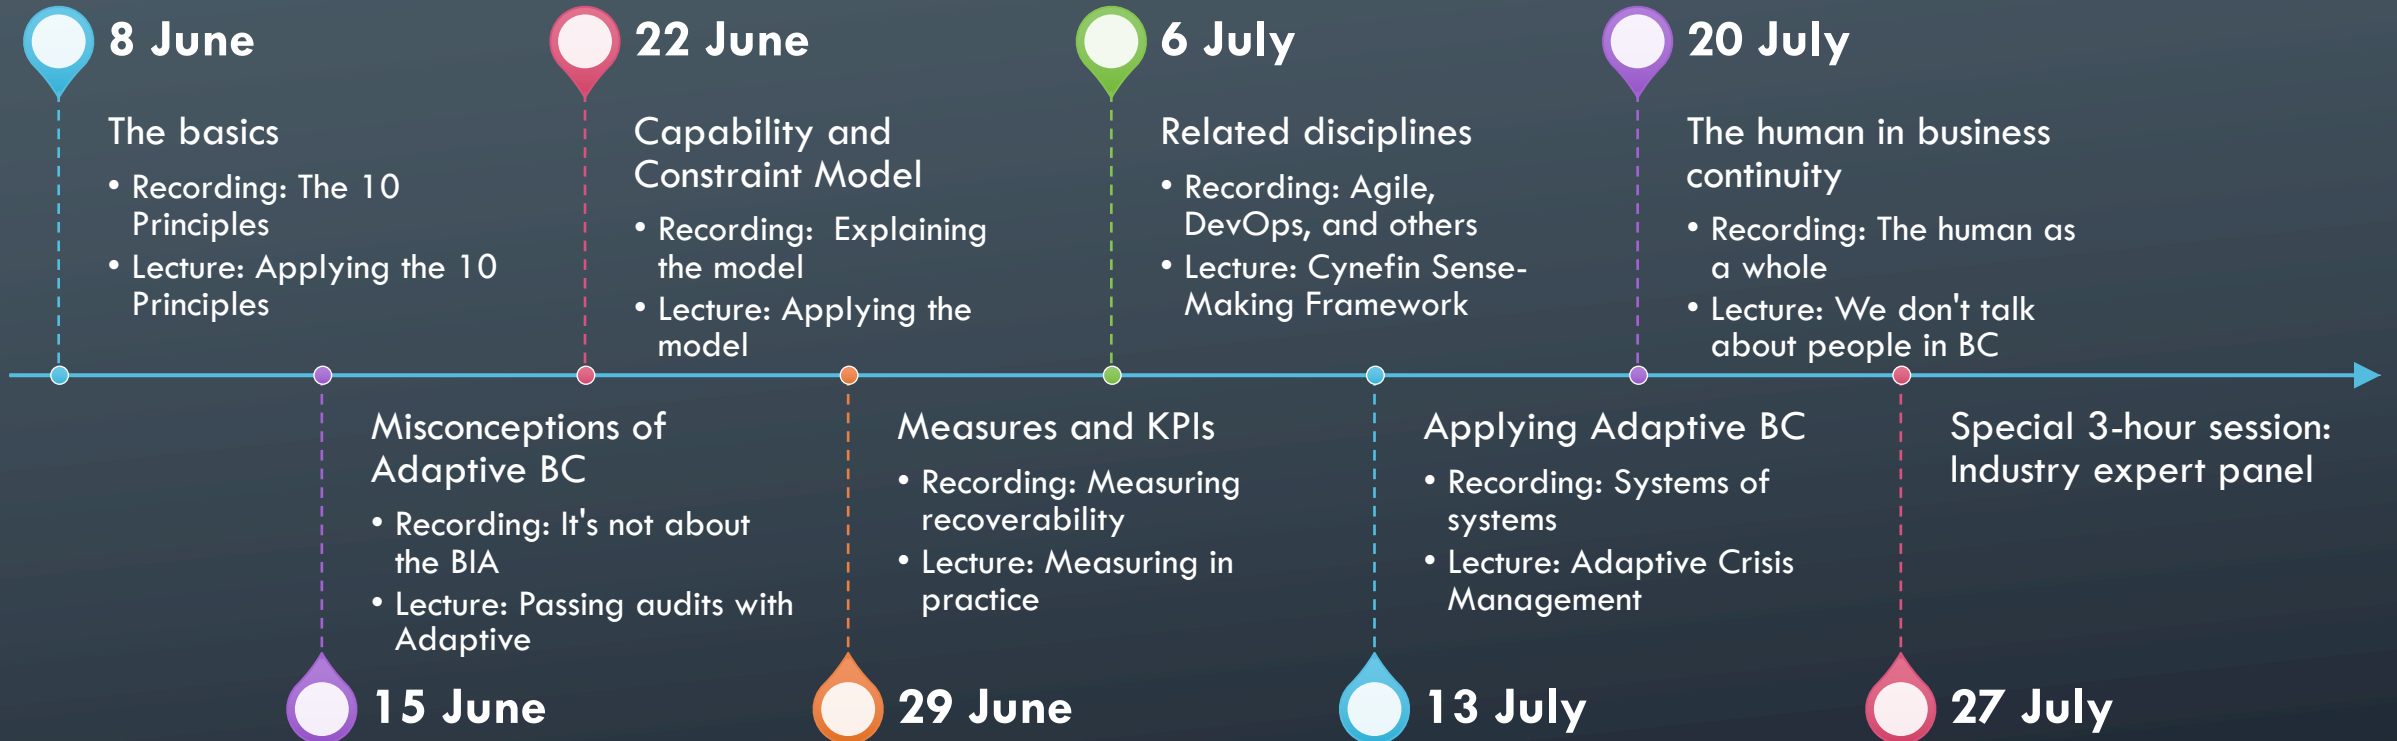 8 June
The basics
• Recording: The 10
Principles
• Lecture: Applying the 10
Principles
15 June
Misconceptions of
Adaptive BC
• Recording: It's not about
the BIA
• Lecture: Passing audits with
Adaptive
22 June
Capability and
Constraint Model
• Recording:  Explaining
the model
• Lecture: Applying the
model
29 June
Measures and KPIs
• Recording: Measuring
recoverability
• Lecture: Measuring in
practice
6 July
Related disciplines
• Recording: Agile,
DevOps, and others
• Lecture: Cynefin Sense-
Making Framework
13 July
Applying Adaptive BC
• Recording: Systems of
systems
• Lecture: Adaptive Crisis
Management
20 July
The human in business
continuity
• Recording: The human as
a whole
• Lecture: We don't talk
about people in BC
27 July
Special 3-hour session:
Industry expert panel